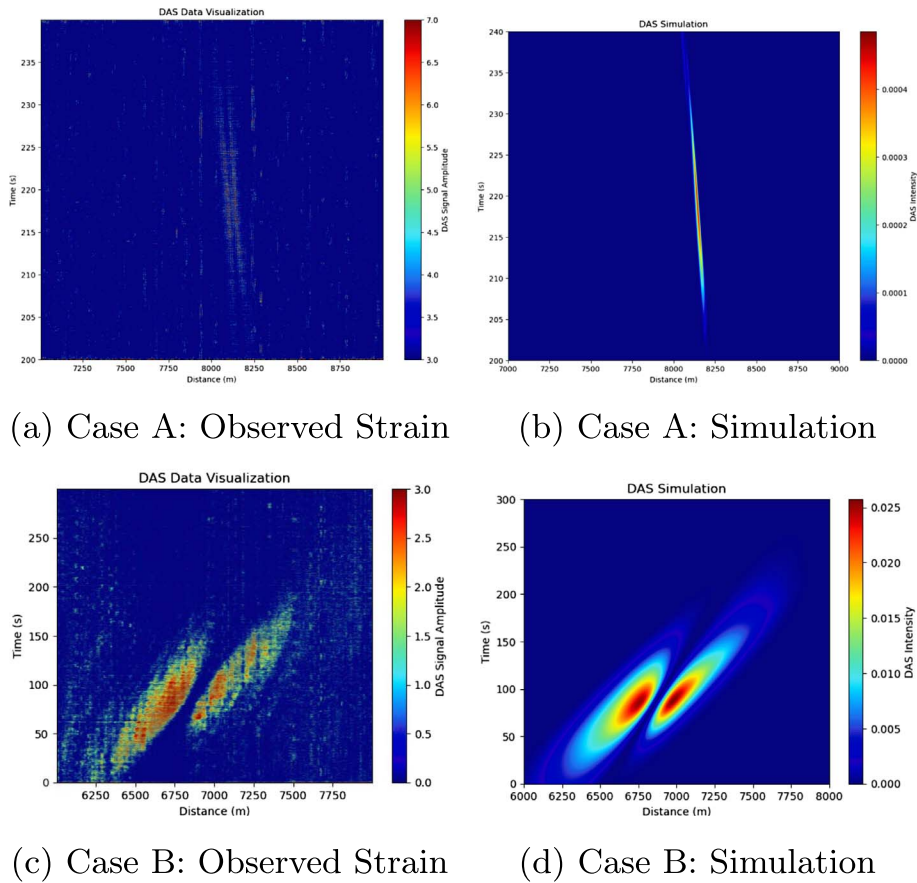 DAS Data Visualization
240
235
230
225
220
215
210
205
200
Time (s)
7250 7500 7750 8000 8250 8500 8750
Distance (m)
7.0
6.5
6.0
5.5
5.0
4.5
4.0
3.5
3.0
DAS Signal Amplitude
DAS Simulation
240
235
230
225
220
215
210
205
200
Time (s)
7000 7250 7500 7750 8000 8250 8500 8750 9000
Distance (m)
0.0004
0.0003
0.0002
0.0001
0.0000
DAS Intensity
(a) Case A: Observed Strain
(b) Case A: Simulation
DAS Data Visualization
250
200
150
100
50
0
Time (s)
6250 6500 6750 7000 7250 7500 7750
Distance (m)
3.0
2.5
2.0
1.5
1.0
0.5
0.0
DAS Signal Amplitude
DAS Simulation
300
250
200
150
100
50
0
Time (s)
6000 6250 6500 6750 7000 7250 7500 7750 8000
Distance (m)
0.025
0.020
0.015
0.010
0.005
0.000
DAS Intensity
(c) Case B: Observed Strain
(d) Case B: Simulation